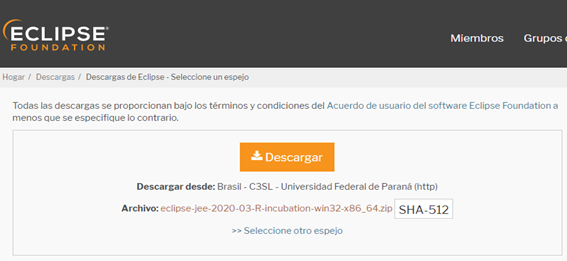 ECLIPSE
FOUNDATION
Miembros Grupos
Hogar / Descargas / Descargas de Eclipse - Seleccione un espejo
Todas las descargas se proporcionan bajo los términos y condiciones del Acuerdo de usuario del software Eclipse Foundation a
menos que se especifique lo contrario.
Descargar
Descargar desde: Brasil - C3SL - Universidad Federal de Paraná (http)
Archivo: eclipse-jee-2020-03-R-incubation-win32-x86_64.zip SHA-512
>> Seleccione otro espejo